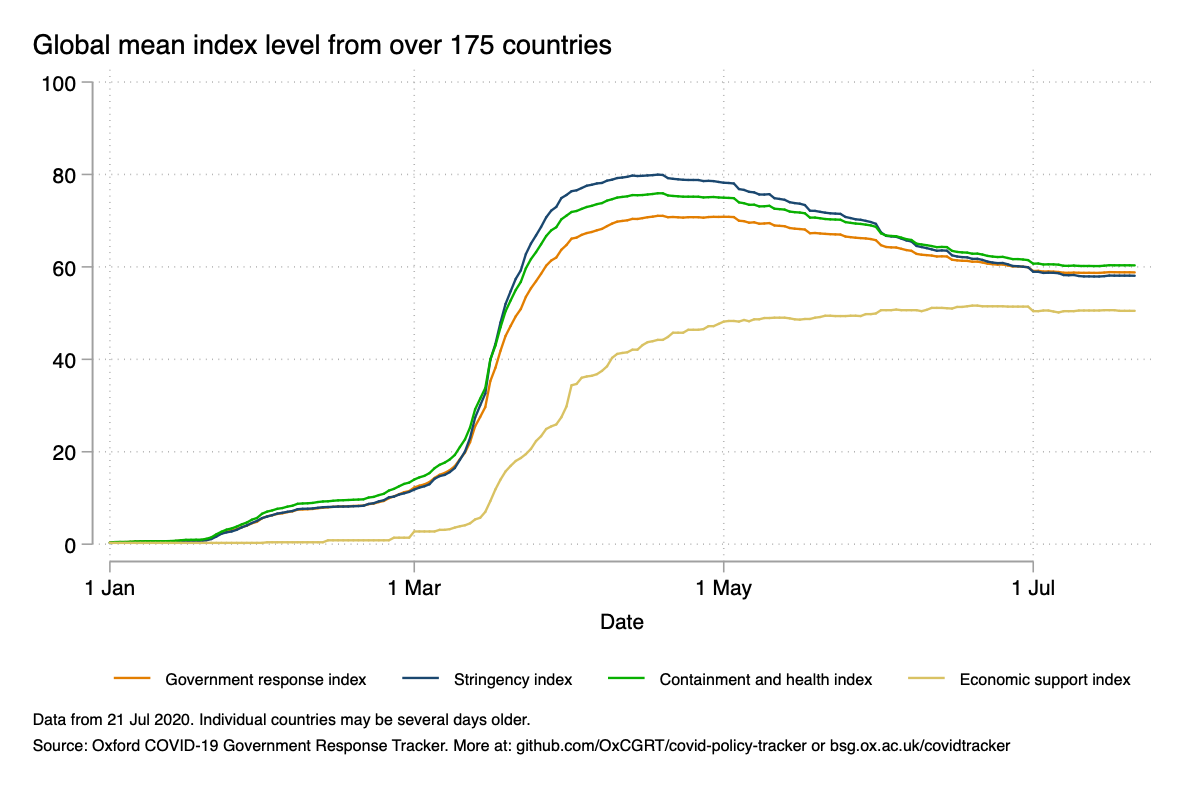 Global mean index level from over 175 countries
100
80
60
40
20
0
1 Jan 1 Mar 1 May 1 Jul
Date
Government response index Stringency index Containment and health index Economic support index
Data from 21 Jul 2020. Individual countries may be several days older.
Source: Oxford COVID-19 Government Response Tracker. More at: github.com/OxCGRT/covid-policy-tracker or bsg.ox.ac.uk/covidtracker